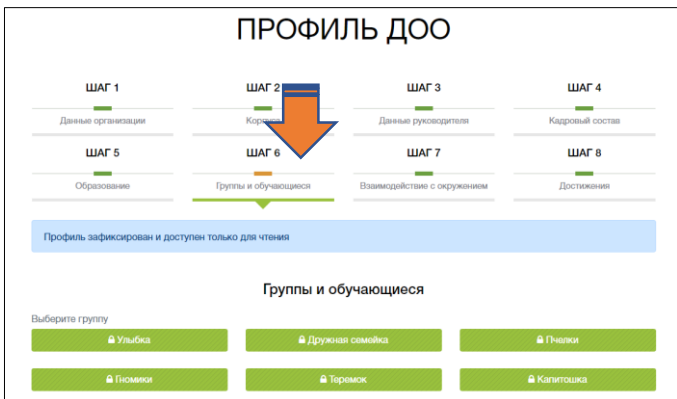 ПРОФИЛЬ ДОО
ШАГ 1 ШАГ 2 ШАГ 3 ШАГ 4
Данные организации Корпуса Данные руководителя Кадровый состав
ШАГ 5 ШАГ 6 ШАГ 7 ШАГ 8
Образование Группы и обучающиеся Взаимодействие с окружением Достижения
Профиль зафиксирован и доступен только для чтения
Группы и обучающиеся
Выберите группу
Улыбка Дружная семейка Пчелки
Гномики Теремок Капитошка